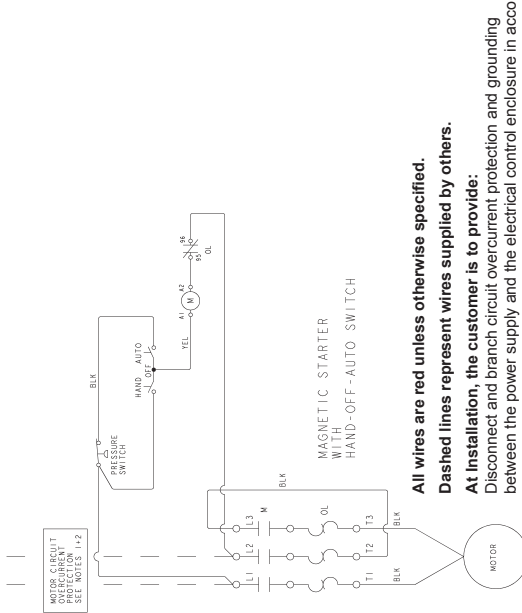 MOTOR CIRCUIT
OVERCURRENT
PROTECTION
SEE NOTES 1+2
BLK
PRESSURE
SWITCH
HAND OFF AUTO
YEL
A1 M A2
95 96
OL
L1 L2 L3
M
BLK
OL
T1 T2 T3
BLK BLK
MOTOR
MAGNETIC STARTER
WITH
HAND-OFF-AUTO SWITCH
All wires are red unless otherwise specified.
Dashed lines represent wires supplied by others.
At Installation, the customer is to provide:
Disconnect and branch circuit overcurrent protection and grounding
between the power supply and the electrical control enclosure in acco